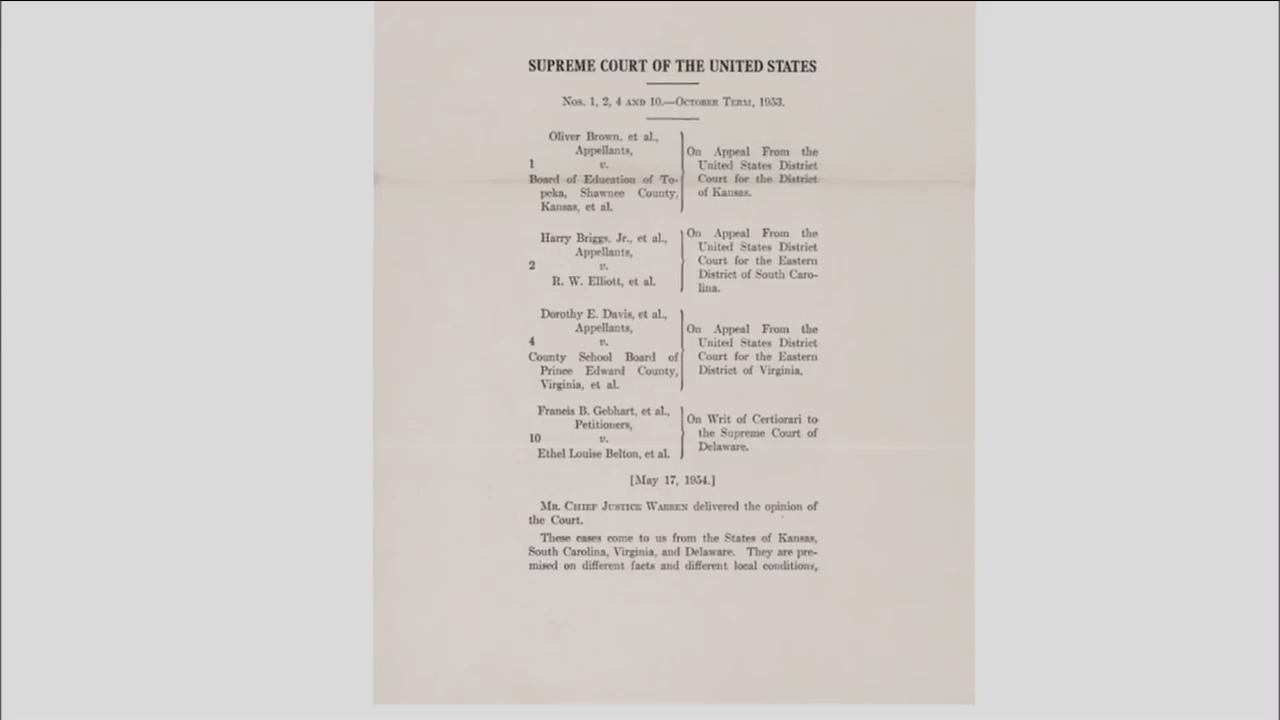 SUPREME COURT OF THE UNITED STATES
Nos. 1, 2, 4 AND 10.—OCTOBER TERM, 1953.
Oliver Brown, et al.,
Appellants,
1 v.
Board of Education of To-
peka, Shawnee County,
Kansas, et al.
On Appeal From the
United States District
Court for the District
of Kansas.
Harry Briggs, Jr., et al.,
Appellants,
2 v.
R. W. Elliott, et al.
On Appeal From the
United States District
Court for the Eastern
District of South Caro-
lina.
Dorothy E. Davis, et al.,
Appellants,
4 v.
County School Board of
Prince Edward County,
Virginia, et al.
On Appeal From the
United States District
Court for the Eastern
District of Virginia.
Francis B. Gebhart, et al.,
Petitioners,
10 v.
Ethel Louise Belton, et al.
On Writ of Certiorari to
the Supreme Court of
Delaware.
[May 17, 1954.]
MR. CHIEF JUSTICE WARREN delivered the opinion of
the Court.
These cases come to us from the States of Kansas,
South Carolina, Virginia, and Delaware. They are pre-
mised on different facts and different local conditions,